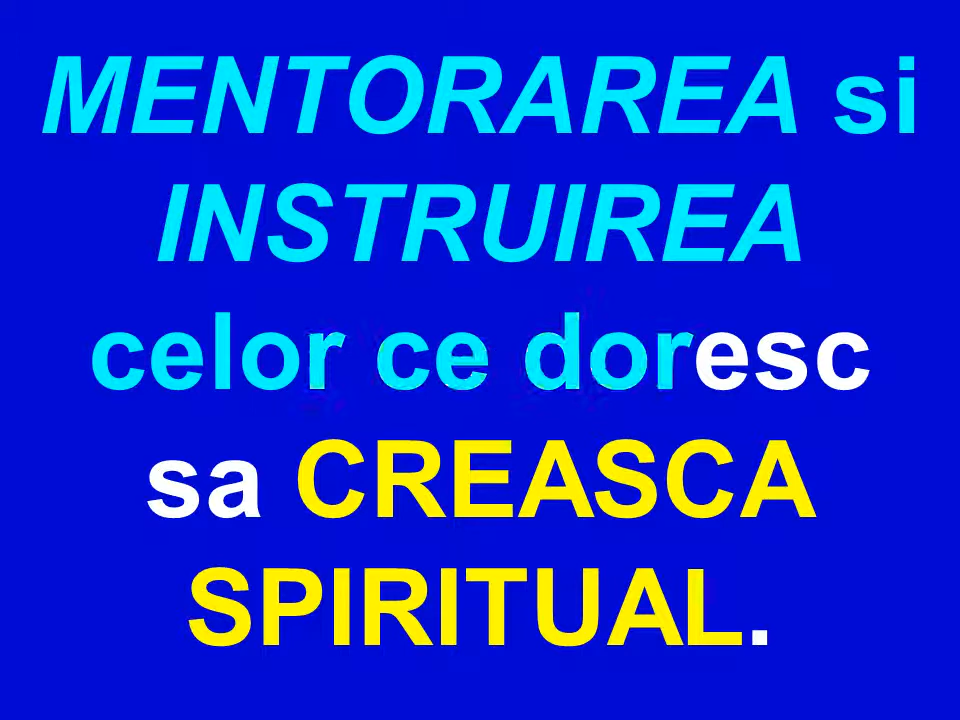 MENTORAREA si
INSTRUIREA
celor ce doresc
sa CREASCA
SPIRITUAL.